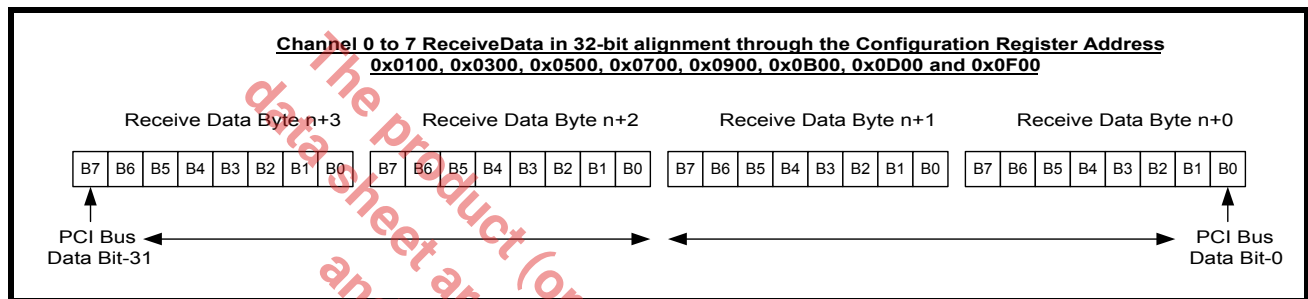 Channel 0 to 7 ReceiveData in 32-bit alignment through the Configuration Register Address
0x0100, 0x0300, 0x0500, 0x0700, 0x0900, 0x0B00, 0x0D00 and 0x0F00
Receive Data Byte n+3 Receive Data Byte n+2 Receive Data Byte n+1 Receive Data Byte n+0
B7 B6 B5 B4 B3 B2 B1 B0 B7 B6 B5 B4 B3 B2 B1 B0 B7 B6 B5 B4 B3 B2 B1 B0 B7 B6 B5 B4 B3 B2 B1 B0
PCI Bus
Data Bit-31
PCI Bus
Data Bit-0
The product (or
data sheet ar
an